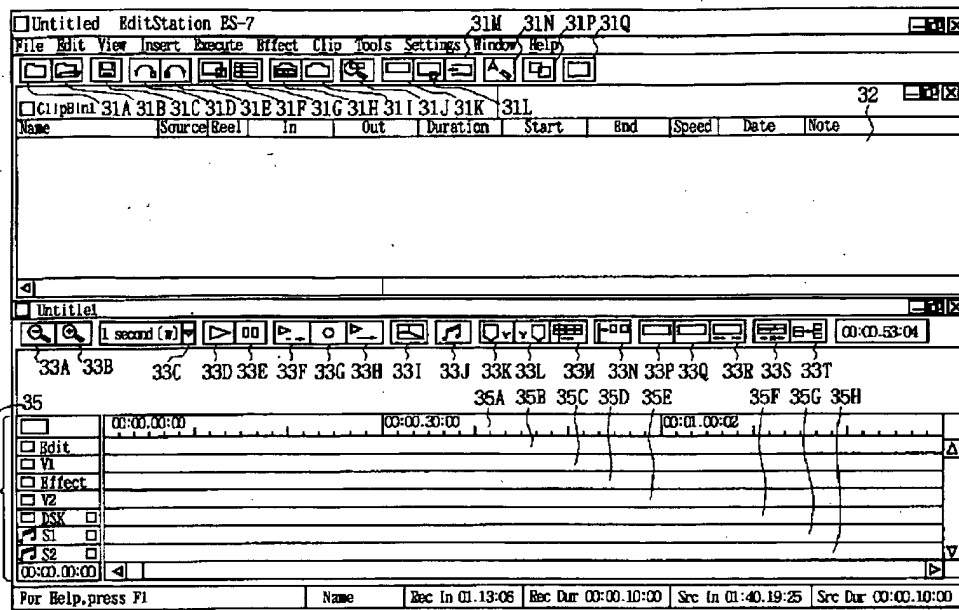 Untitled EditStation ES-7 31M 31N 31P 31Q
File Edit View Insert Execute Effect Clip Tools Settings Window Help
ClipBin1 31A 31B 31C 31D 31E 31F 31G 31H 31I 31J 31K 31L 32
Name Source Reel In Out Duration Start End Speed Date Note
Untitle1
1 second [w] 00:00.53:04
33A 33B 33C 33D 33E 33F 33G 33H 33I 33J 33K 33L 33M 33N 33P 33Q 33R 33S 33T
35 35A 35B 35C 35D 35E 35F 35G 35H
00:00.00:00 00:00.30:00 00:01.00:02
Edit
V1
Effect
V2
DSK
S1
S2
00:00.00:00
For Help,press F1 Name Rec In 01.13:06 Rec Dur 00:00.10:00 Src In 01:40.19:25 Src Dur 00:00.10:00